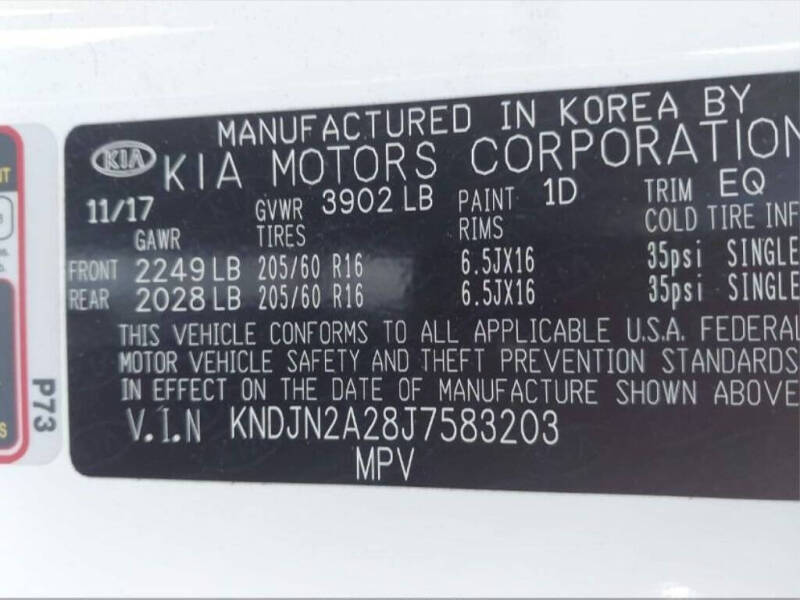 MANUFACTURED IN KOREA BY
KIA KIA MOTORS CORPORATION
11/17 GVWR 3902 LB PAINT 1D TRIM EQ
GAWR TIRES RIMS COLD TIRE INF
FRONT 2249 LB 205/60 R16 6.5JX16 35psi SINGLE
REAR 2028 LB 205/60 R16 6.5JX16 35psi SINGLE
THIS VEHICLE CONFORMS TO ALL APPLICABLE U.S.A. FEDERAL
MOTOR VEHICLE SAFETY AND THEFT PREVENTION STANDARDS
IN EFFECT ON THE DATE OF MANUFACTURE SHOWN ABOVE
V.I.N KNDJN2A28J7583203
MPV
P73